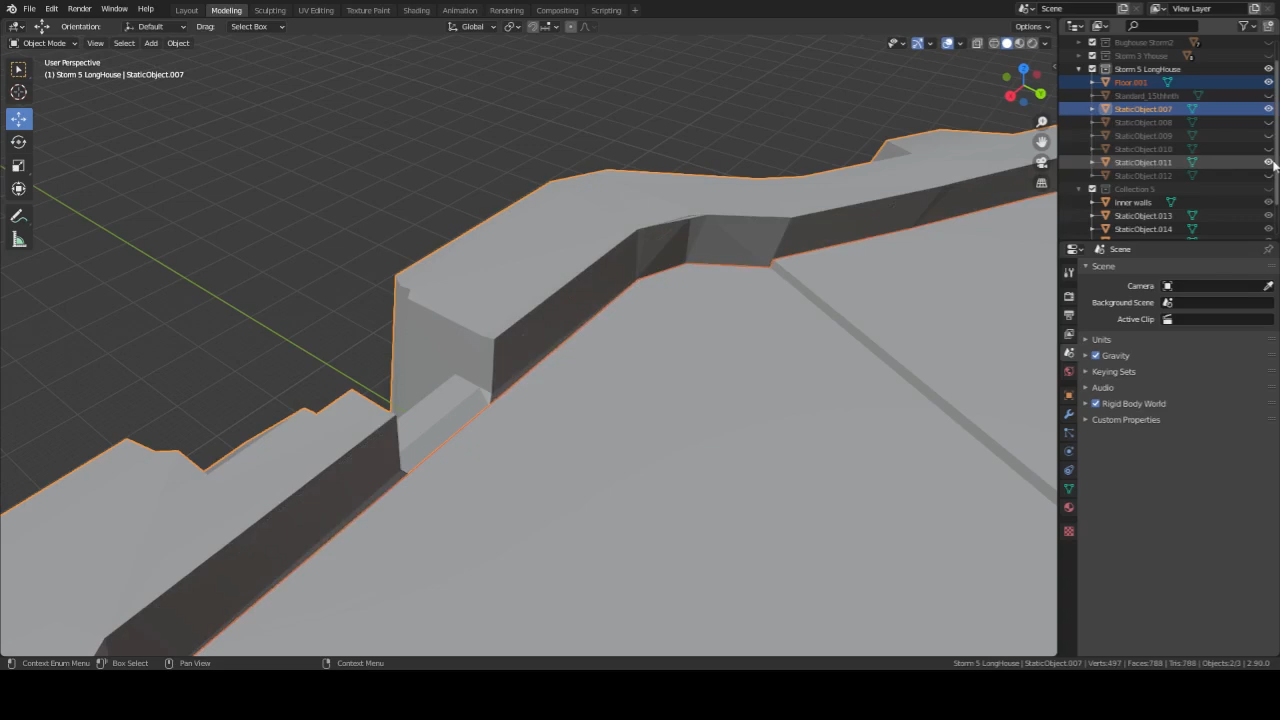 File Edit Render Window Help Layout Modeling Sculpting UV Editing Texture Paint Shading Animation Rendering Compositing Scripting + Scene View Layer
Orientation: Default Drag: Select Box Global Options
Object Mode View Select Add Object
User Perspective
(1) Storm 5 LongHouse | StaticObject.007
Z
Y
X
Bughouse Storm2
Storm 3 Yhouse
Storm 5 LongHouse
Floor.001
StaticObject.007
StaticObject.008
StaticObject.009
StaticObject.010
StaticObject.011
StaticObject.012
Collection 5
Inner walls
StaticObject.013
StaticObject.014
Scene
Scene
Camera
Background Scene
Active Clip
Units
Gravity
Keying Sets
Audio
Rigid Body World
Custom Properties
Context Enum Menu Box Select Pan View Context Menu Storm 5 LongHouse | StaticObject.007 | Verts:497 | Faces:788 | Tris:788 | Objects:2/3 | 2.90.0